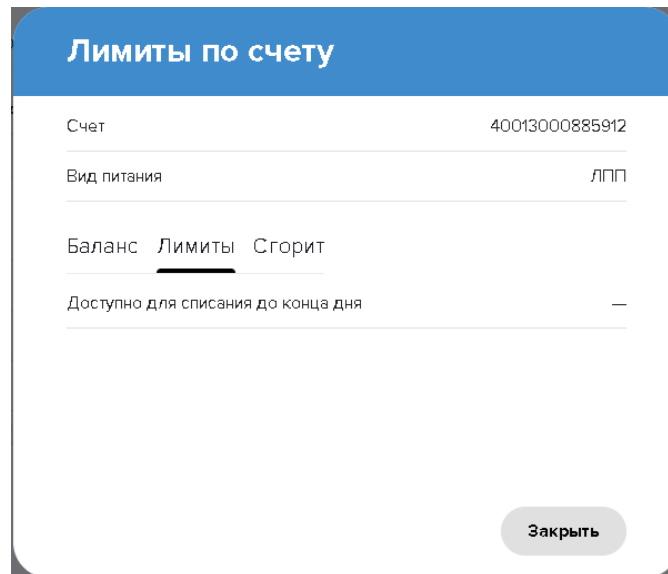 Лимиты по счету
Счет 40013000885912
Вид питания ЛПП
Баланс Лимиты Сгорит
Доступно для списания до конца дня —
Закрыть